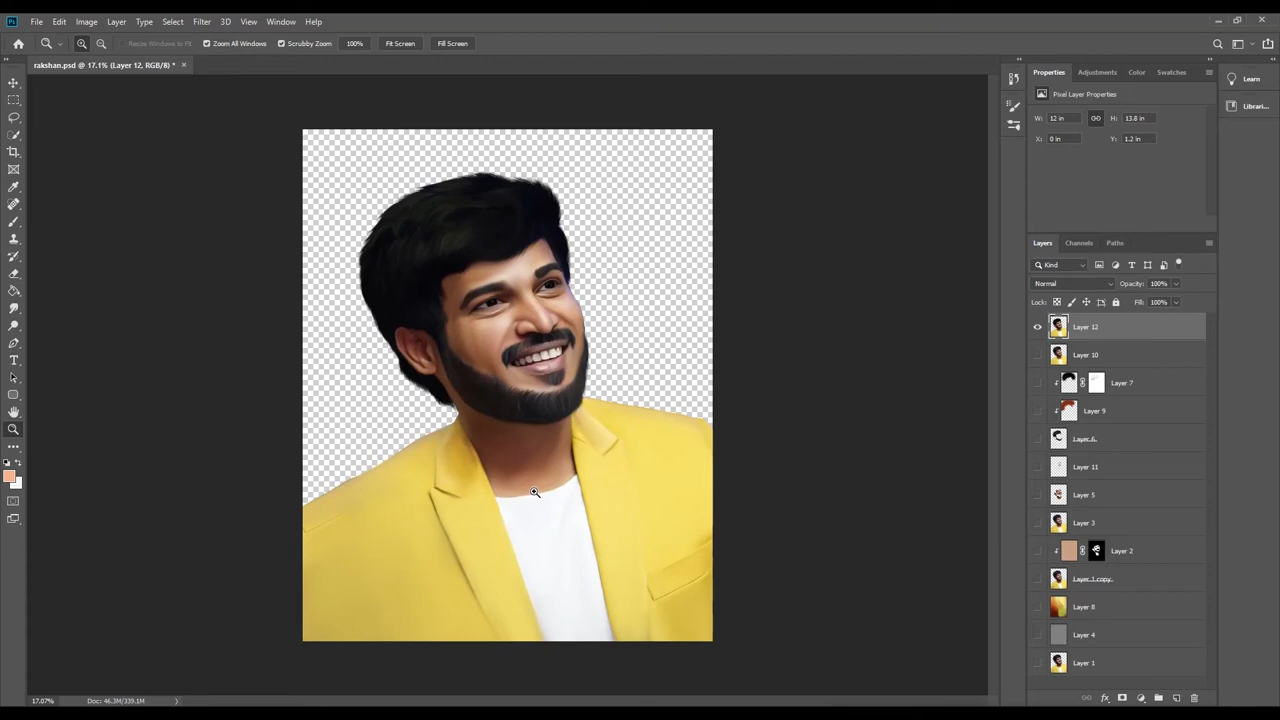 Ps File Edit Image Layer Type Select Filter 3D View Window Help
Resize Windows to Fit Zoom All Windows Scrubby Zoom 100% Fit Screen Fill Screen
rakshan.psd @ 17.1% (Layer 12, RGB/8) *
Properties Adjustments Color Swatches
Learn
Pixel Layer Properties
Librari...
W: 12 in H: 13.8 in
X: 0 in Y: 1.2 in
Layers Channels Paths
Kind
Normal Opacity: 100%
Lock: Fill: 100%
Layer 12
Layer 10
Layer 7
Layer 9
Layer 6
Layer 11
Layer 5
Layer 3
Layer 2
Layer 1 copy
Layer 8
Layer 4
Layer 1
fx
17.07% Doc: 46.3M/339.1M